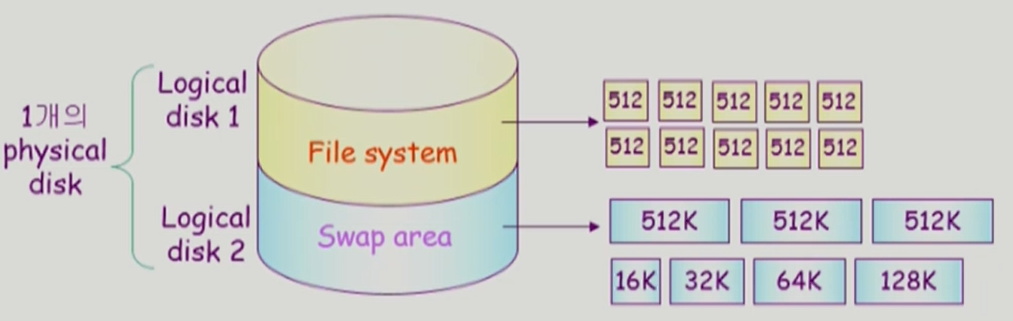 1개의
physical
disk
Logical
disk 1
Logical
disk 2
File system
Swap area
512 512 512 512 512
512 512 512 512 512
512K 512K 512K
16K 32K 64K 128K